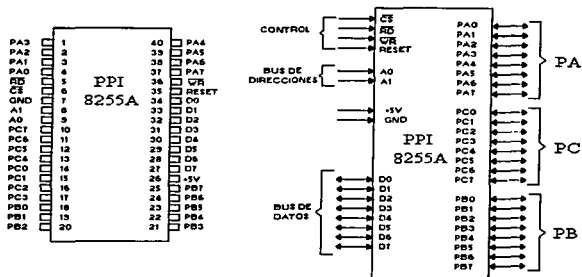 PA3 1 40 PA4
PA2 2 39 PA5
PA1 3 38 PA6
PA0 4 37 PA7
RD 5 36 WR
CS 6 35 RESET
GND 7 34 D0
A1 8 33 D1
A0 9 32 D2
PC7 10 31 D3
PC6 11 30 D4
PC5 12 29 D5
PC4 13 28 D6
PC0 14 27 D7
PC1 15 26 +5V
PC2 16 25 PB7
PC3 17 24 PB6
PB0 18 23 PB5
PB1 19 22 PB4
PB2 20 21 PB3
PPI
8255A
CONTROL
BUS DE
DIRECCIONES
BUS DE
DATOS
CS
RD
WR
RESET
A0
A1
+5V
GND
D0
D1
D2
D3
D4
D5
D6
D7
PPI
8255A
PA0
PA1
PA2
PA3
PA4
PA5
PA6
PA7
PC0
PC1
PC2
PC3
PC4
PC5
PC6
PC7
PB0
PB1
PB2
PB3
PB4
PB5
PB6
PB7
PA
PC
PB